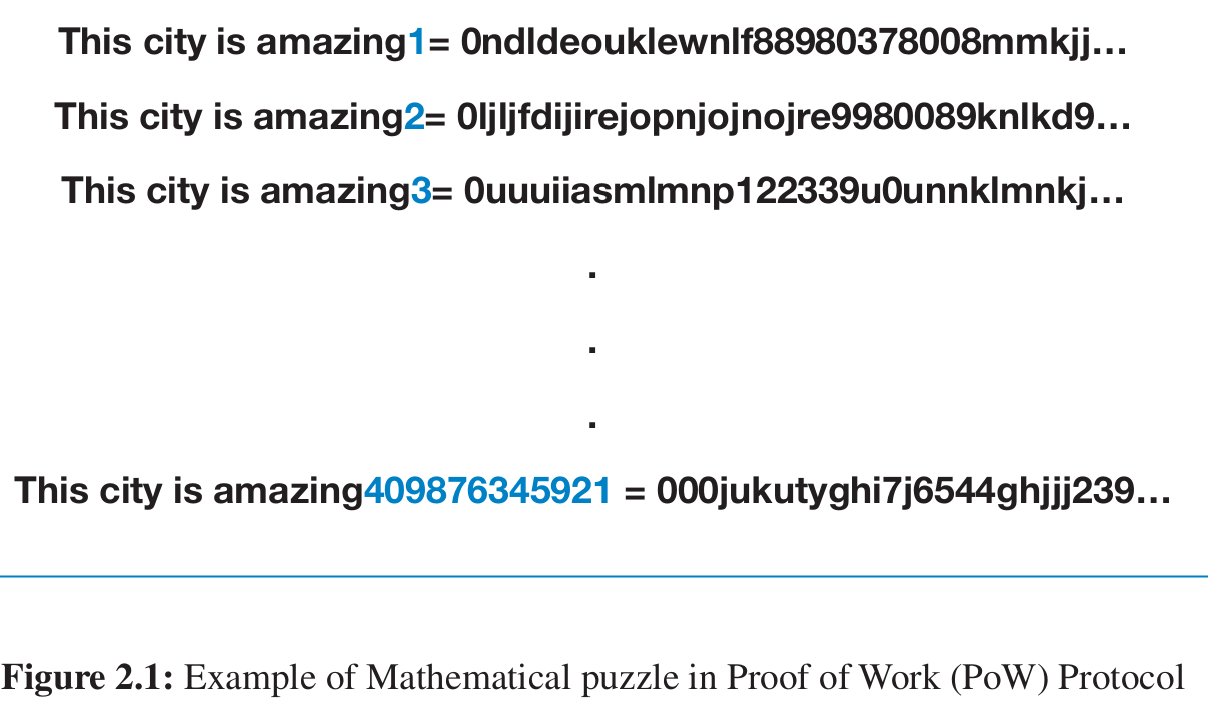 This city is amazing1= 0ndldeouklewnlf88980378008mmkjj…
This city is amazing2= 0ljljfdijirejopnjojnojre9980089knlkd9…
This city is amazing3= 0uuuiiasmlmnp122339u0unnklmnkj…
.
.
.
This city is amazing409876345921 = 000jukutyghi7j6544ghjjj239…
Figure 2.1: Example of Mathematical puzzle in Proof of Work (PoW) Protocol